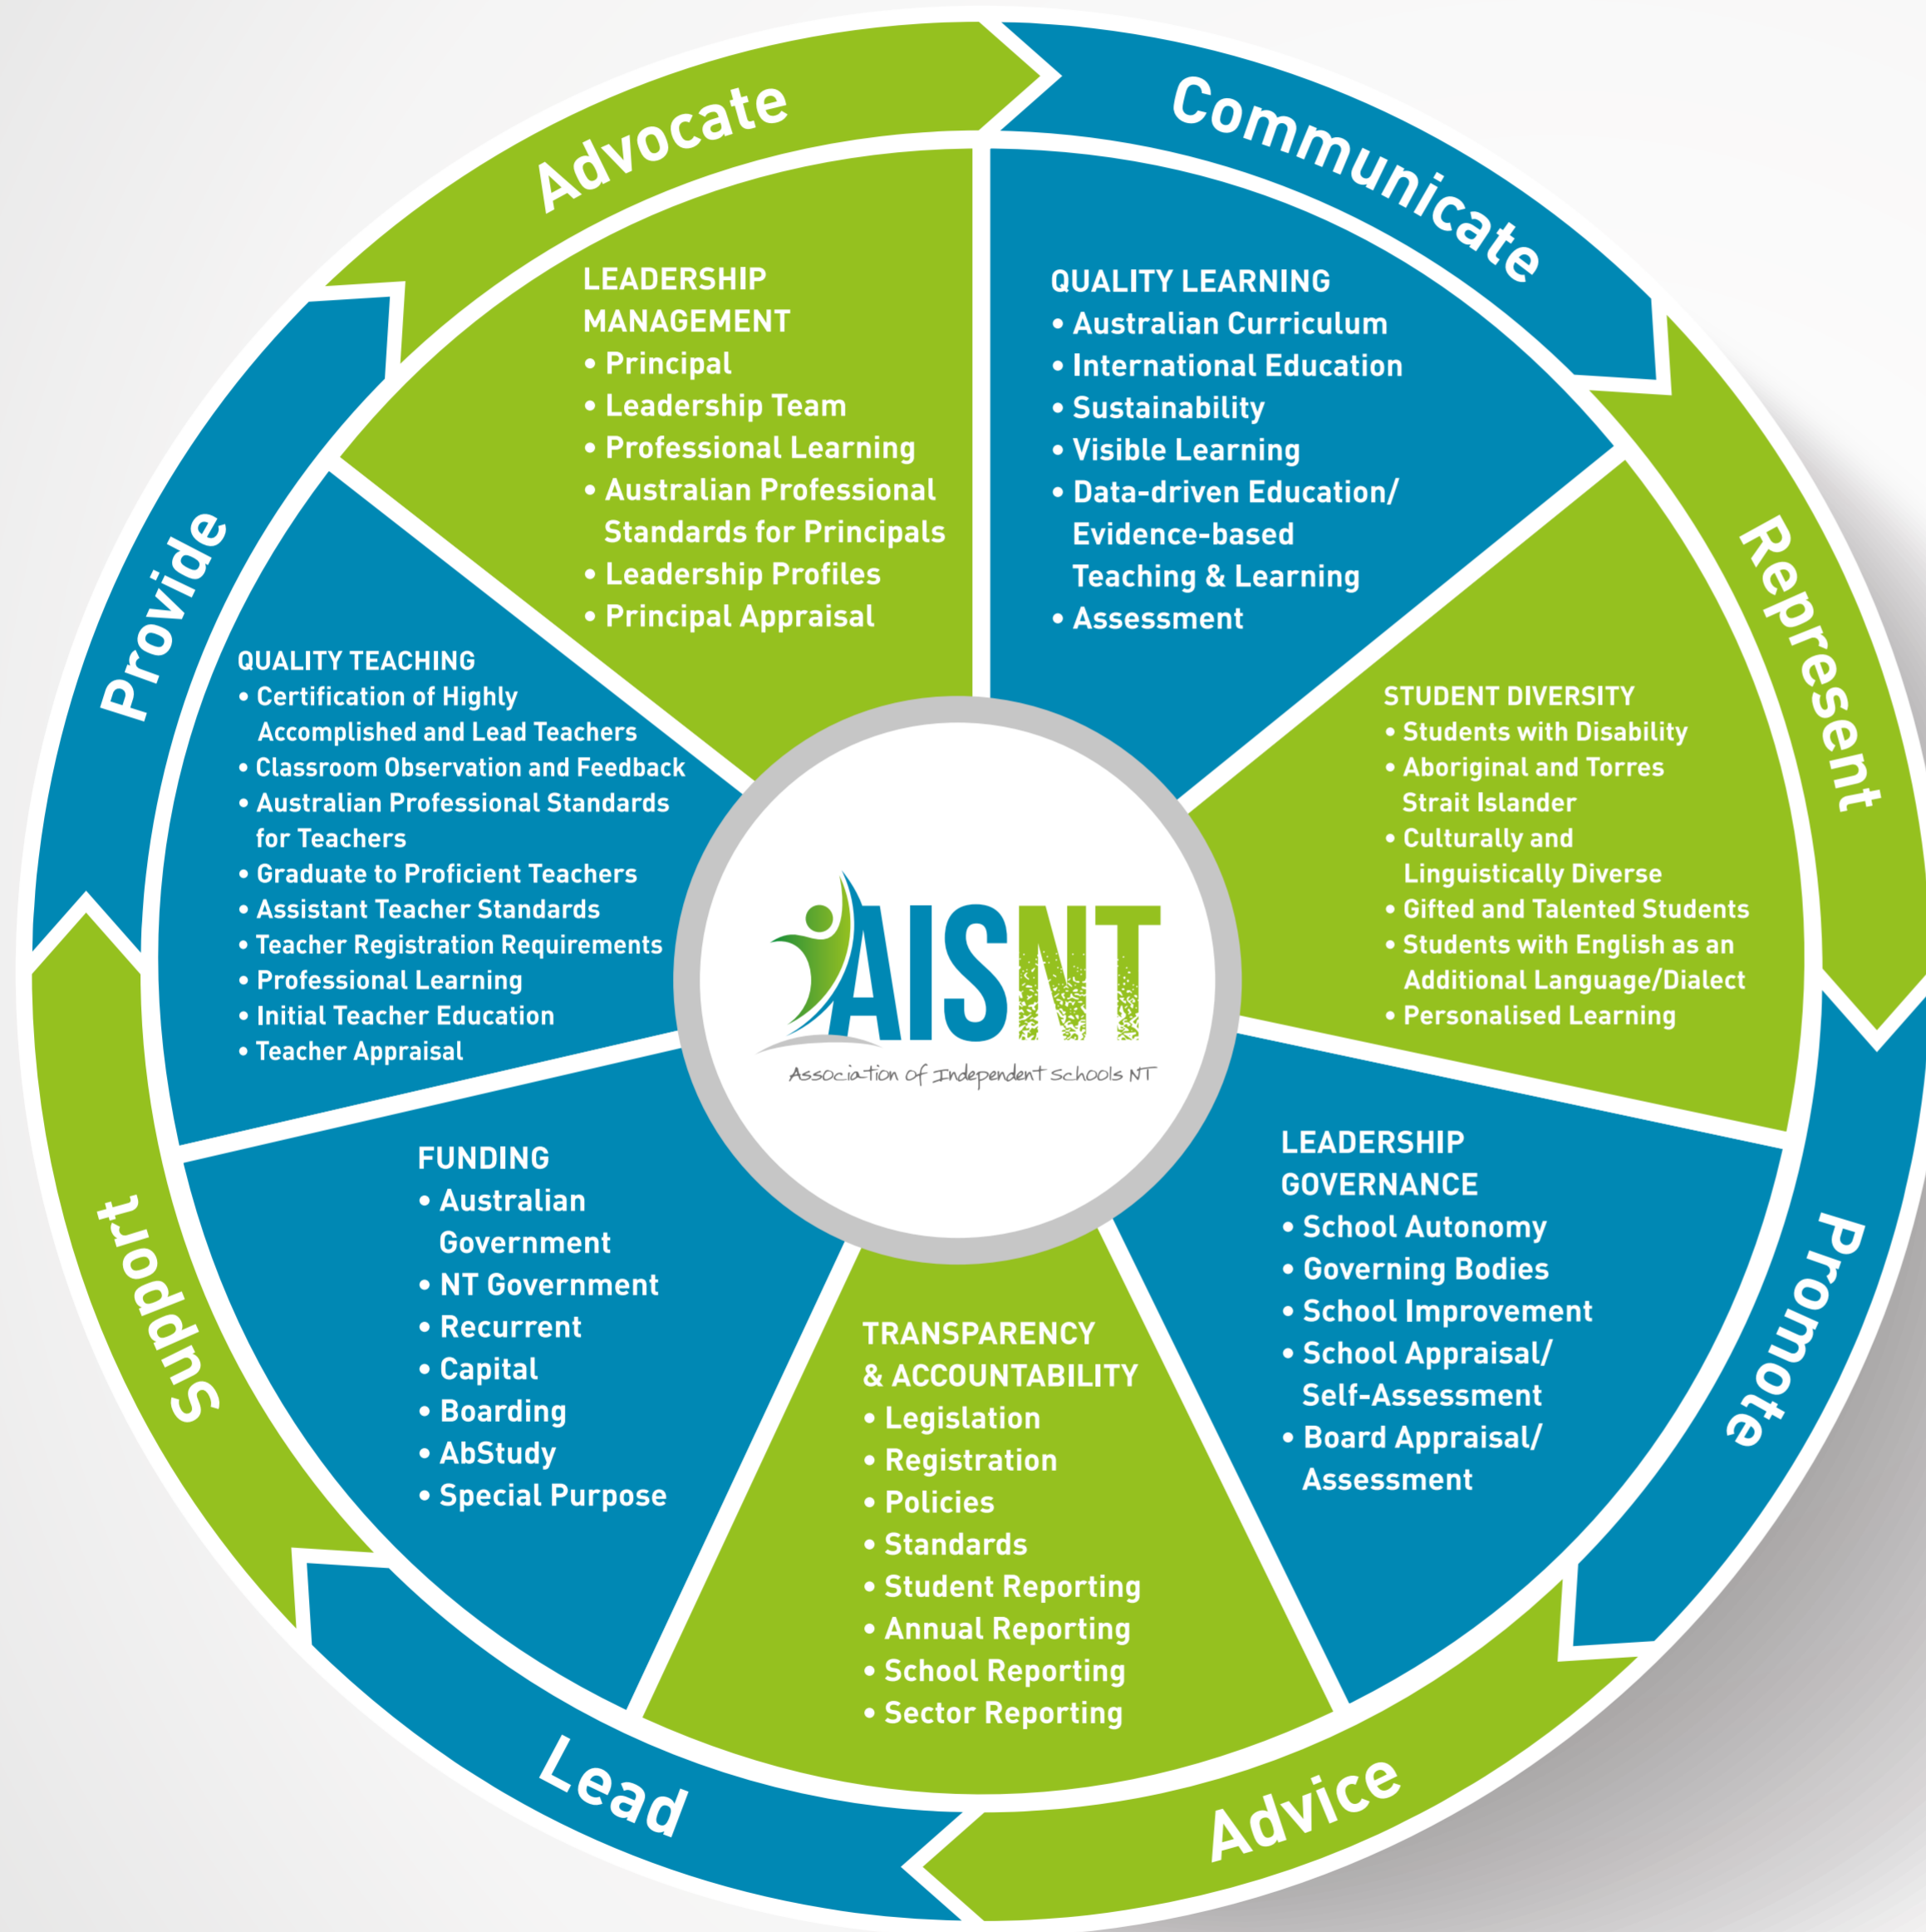 Advocate
Communicate
Represent
Promote
Advice
Lead
Support
Provide
LEADERSHIP
MANAGEMENT
• Principal
• Leadership Team
• Professional Learning
• Australian Professional
Standards for Principals
• Leadership Profiles
• Principal Appraisal
QUALITY LEARNING
• Australian Curriculum
• International Education
• Sustainability
• Visible Learning
• Data-driven Education/
Evidence-based
Teaching & Learning
• Assessment
STUDENT DIVERSITY
• Students with Disability
• Aboriginal and Torres
Strait Islander
• Culturally and
Linguistically Diverse
• Gifted and Talented Students
• Students with English as an
Additional Language/Dialect
• Personalised Learning
LEADERSHIP
GOVERNANCE
• School Autonomy
• Governing Bodies
• School Improvement
• School Appraisal/
Self-Assessment
• Board Appraisal/
Assessment
TRANSPARENCY
& ACCOUNTABILITY
• Legislation
• Registration
• Policies
• Standards
• Student Reporting
• Annual Reporting
• School Reporting
• Sector Reporting
FUNDING
• Australian
Government
• NT Government
• Recurrent
• Capital
• Boarding
• AbStudy
• Special Purpose
QUALITY TEACHING
• Certification of Highly
Accomplished and Lead Teachers
• Classroom Observation and Feedback
• Australian Professional Standards
for Teachers
• Graduate to Proficient Teachers
• Assistant Teacher Standards
• Teacher Registration Requirements
• Professional Learning
• Initial Teacher Education
• Teacher Appraisal
AISNT
Association of Independent Schools NT